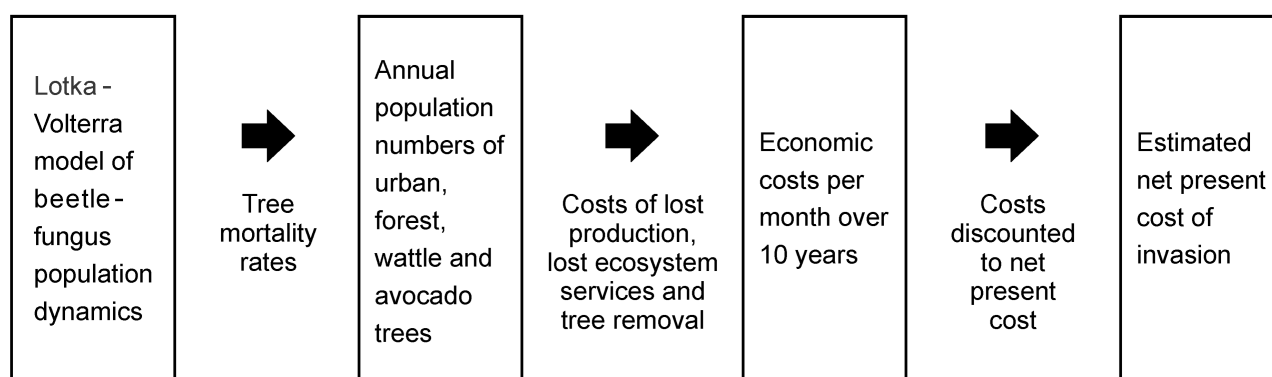 Lotka -
Volterra
model of
beetle -
fungus
population
dynamics
Tree
mortality
rates
Annual
population
numbers of
urban,
forest,
wattle and
avocado
trees
Costs of lost
production,
lost ecosystem
services and
tree removal
Economic
costs per
month over
10 years
Costs
discounted
to net
present
cost
Estimated
net present
cost of
invasion